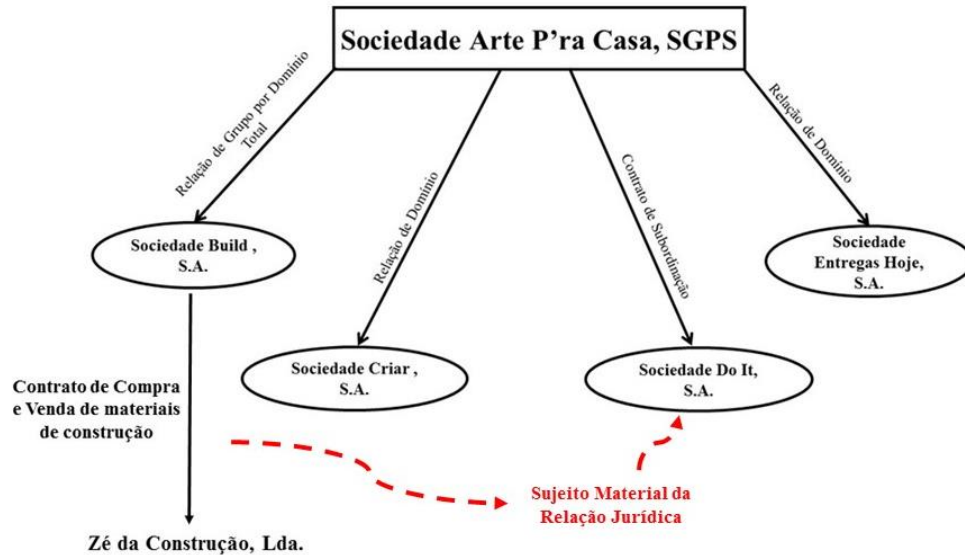 Sociedade Arte P'ra Casa, SGPS
Relação de Grupo por Domínio
Total
Relação de Domínio
Contrato de Subordinação
Relação de Domínio
Sociedade Build ,
S.A.
Sociedade
Entregas Hoje,
S.A.
Sociedade Criar ,
S.A.
Sociedade Do It,
S.A.
Contrato de Compra
e Venda de materiais
de construção
Sujeito Material da
Relação Jurídica
Zé da Construção, Lda.